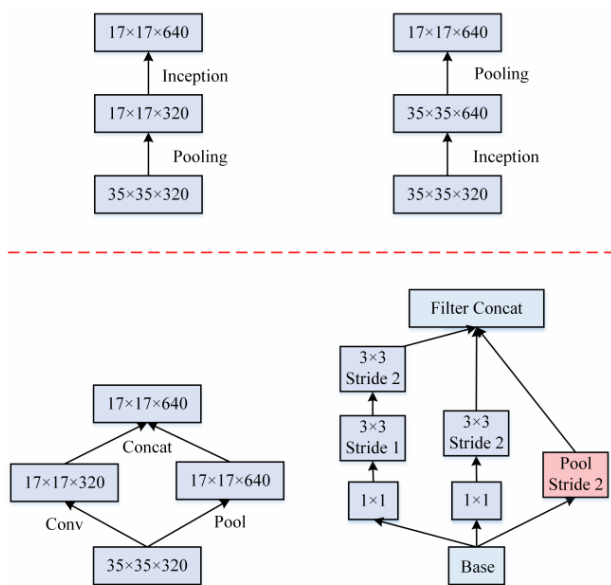 17×17×640
Inception
17×17×320
Pooling
35×35×320
17×17×640
Pooling
35×35×640
Inception
35×35×320
17×17×640
Concat
17×17×320
17×17×640
Conv
Pool
35×35×320
Filter Concat
3×3
Stride 2
3×3
Stride 1
3×3
Stride 2
Pool
Stride 2
1×1
1×1
Base